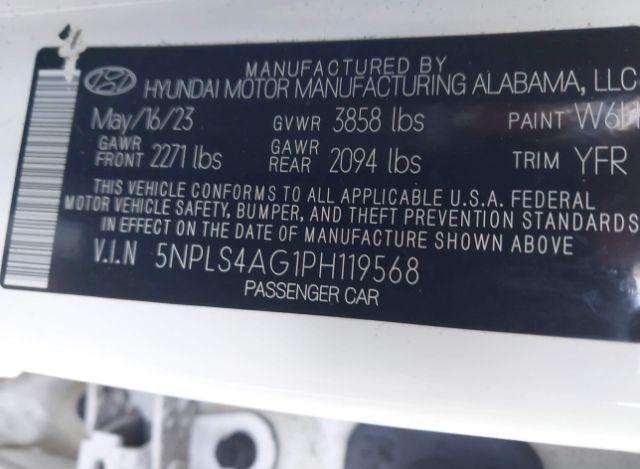 MANUFACTURED BY
HYUNDAI MOTOR MANUFACTURING ALABAMA, LLC
May/16/23 GVWR 3858 lbs PAINT
GAWR FRONT 2271 lbs GAWR REAR 2094 lbs TRIM YFR
THIS VEHICLE CONFORMS TO ALL APPLICABLE U.S.A. FEDERAL
MOTOR VEHICLE SAFETY, BUMPER, AND THEFT PREVENTION STANDARDS
IN EFFECT ON THE DATE OF MANUFACTURE SHOWN ABOVE
V.I.N 5NPLS4AG1PH119568
PASSENGER CAR